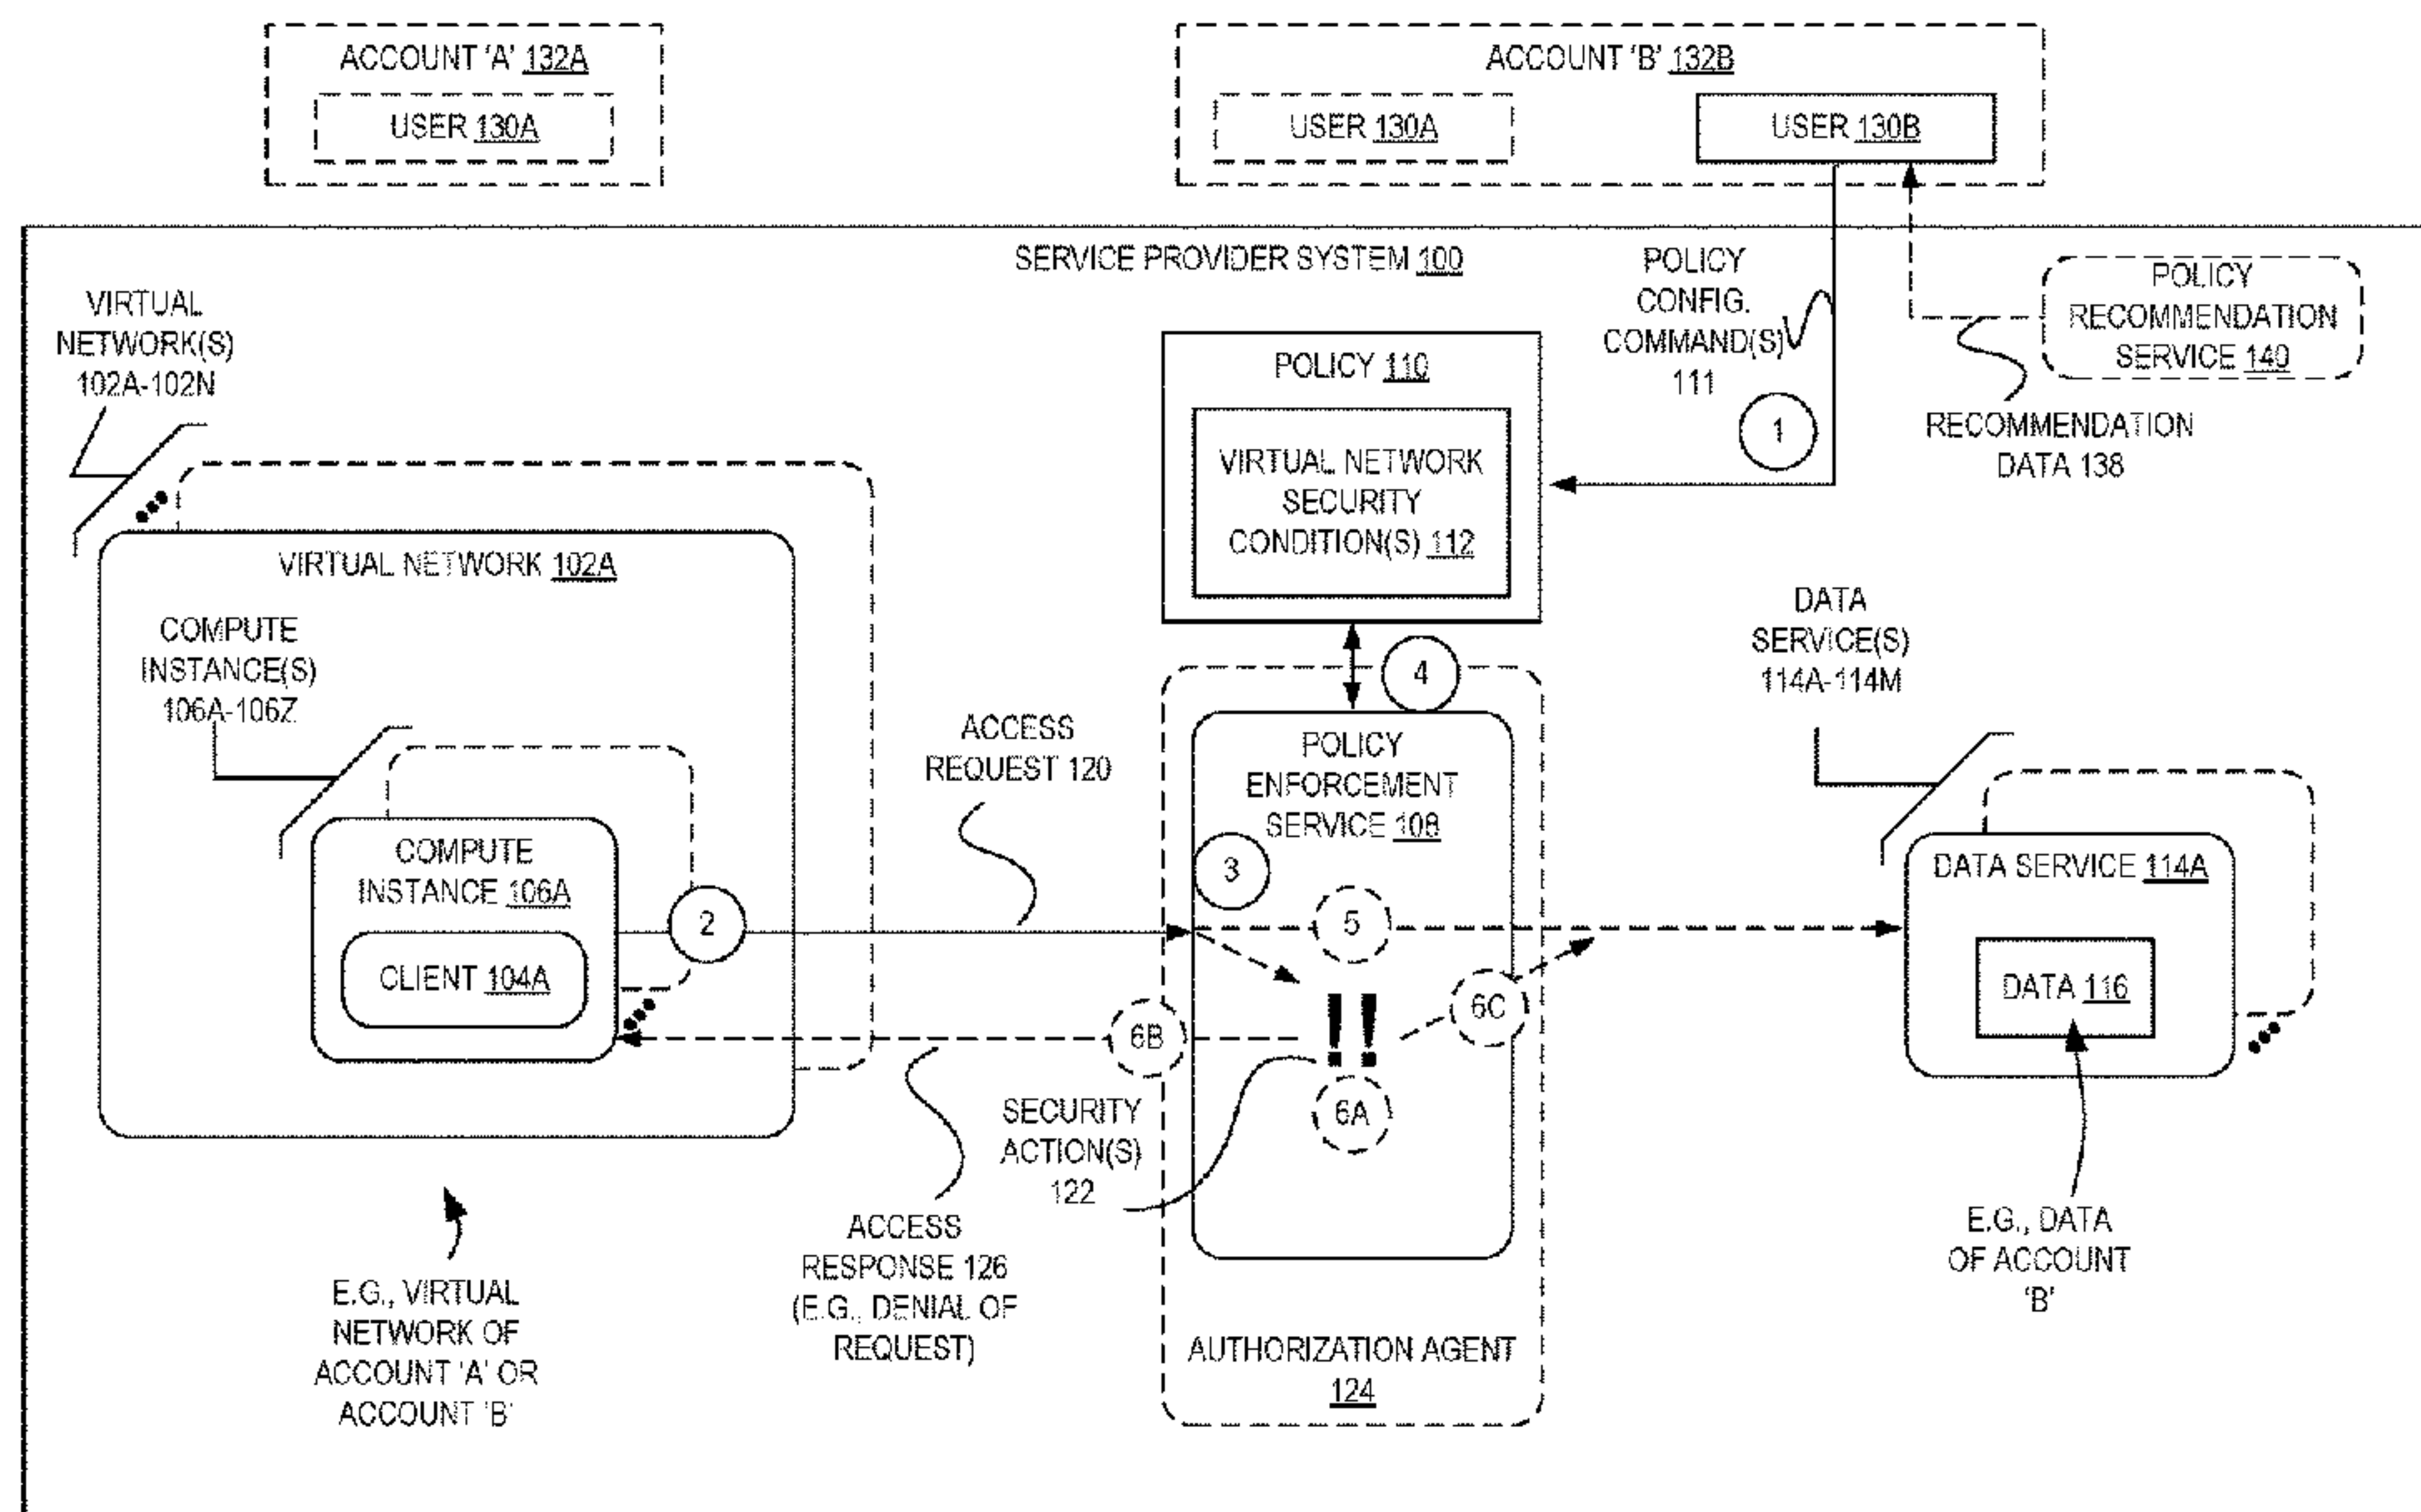 ACCOUNT 'A' 132A
USER 130A
ACCOUNT 'B' 132B
USER 130A
USER 130B
SERVICE PROVIDER SYSTEM 100
POLICY
CONFIG.
COMMAND(S)
111
1
POLICY
RECOMMENDATION
SERVICE 140
RECOMMENDATION
DATA 138
VIRTUAL
NETWORK(S)
102A-102N
POLICY 110
VIRTUAL NETWORK
SECURITY
CONDITION(S) 112
VIRTUAL NETWORK 102A
COMPUTE
INSTANCE(S)
106A-106Z
COMPUTE
INSTANCE 106A
CLIENT 104A
2
ACCESS
REQUEST 120
4
POLICY
ENFORCEMENT
SERVICE 108
3
5
6C
6B
!!
6A
DATA
SERVICE(S)
114A-114M
DATA SERVICE 114A
DATA 116
SECURITY
ACTION(S)
122
ACCESS
RESPONSE 126
(E.G., DENIAL OF
REQUEST)
E.G., VIRTUAL
NETWORK OF
ACCOUNT 'A' OR
ACCOUNT 'B'
AUTHORIZATION AGENT
124
E.G., DATA
OF ACCOUNT
'B'